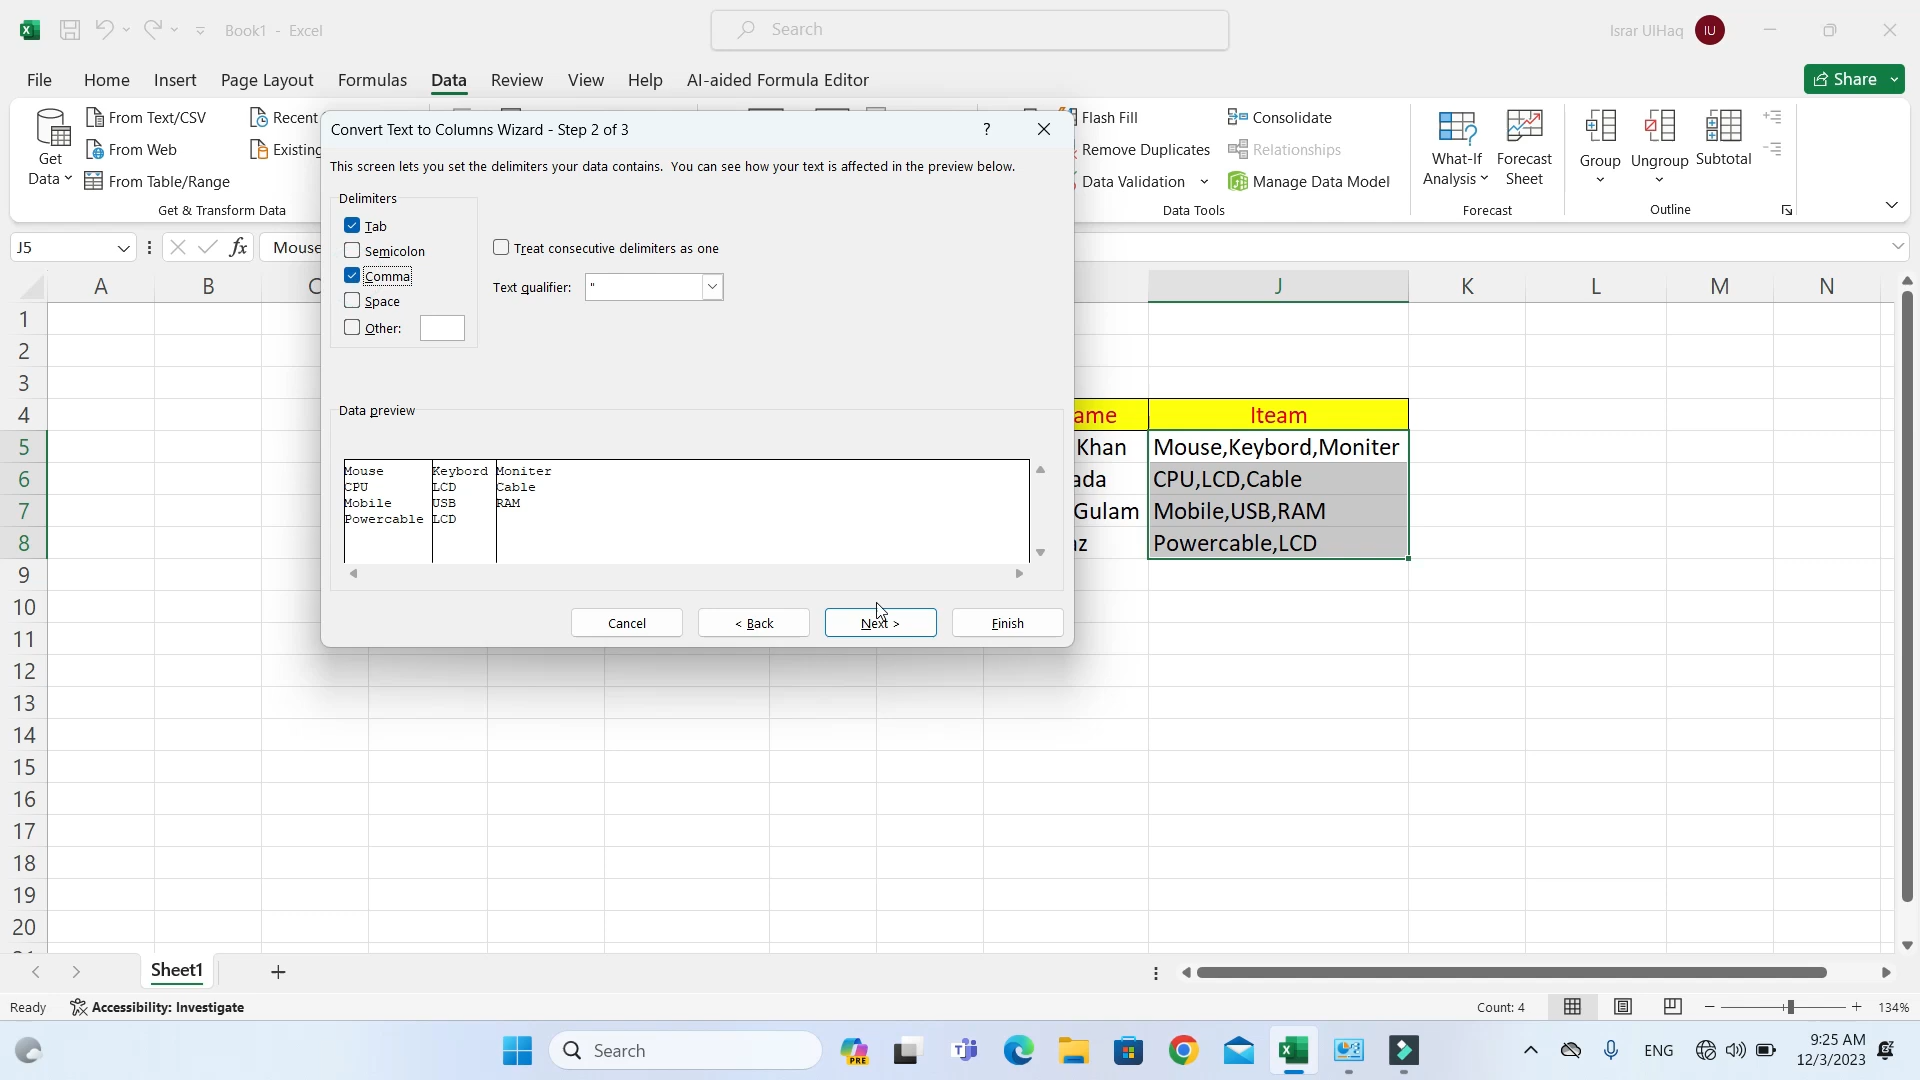 Book1 - Excel
Search
Israr UlHaq
IU
File Home Insert Page Layout Formulas Data Review View Help AI-aided Formula Editor
Share
Get Data
From Text/CSV
From Web
From Table/Range
Recent
Existing
Get & Transform Data
Flash Fill
Remove Duplicates
Data Validation
Consolidate
Relationships
Manage Data Model
Data Tools
What-If Analysis
Forecast Sheet
Forecast
Group
Ungroup
Subtotal
Outline
Convert Text to Columns Wizard - Step 2 of 3
?
This screen lets you set the delimiters your data contains. You can see how your text is affected in the preview below.
Delimiters
Tab
Semicolon
Comma
Space
Other:
Treat consecutive delimiters as one
Text qualifier: "
Data preview
Mouse Keybord Moniter
CPU LCD Cable
Mobile USB RAM
Powercable LCD
Cancel
< Back
Next >
Finish
J5
fx
Mouse
A B C J K L M N
1
2
3
4 ame Iteam
5 Khan Mouse,Keybord,Moniter
6 ada CPU,LCD,Cable
7 Gulam Mobile,USB,RAM
8 az Powercable,LCD
9
10
11
12
13
14
15
16
17
18
19
20
Sheet1
Ready
Accessibility: Investigate
Count: 4
134%
Search
PRE
ENG
9:25 AM
12/3/2023